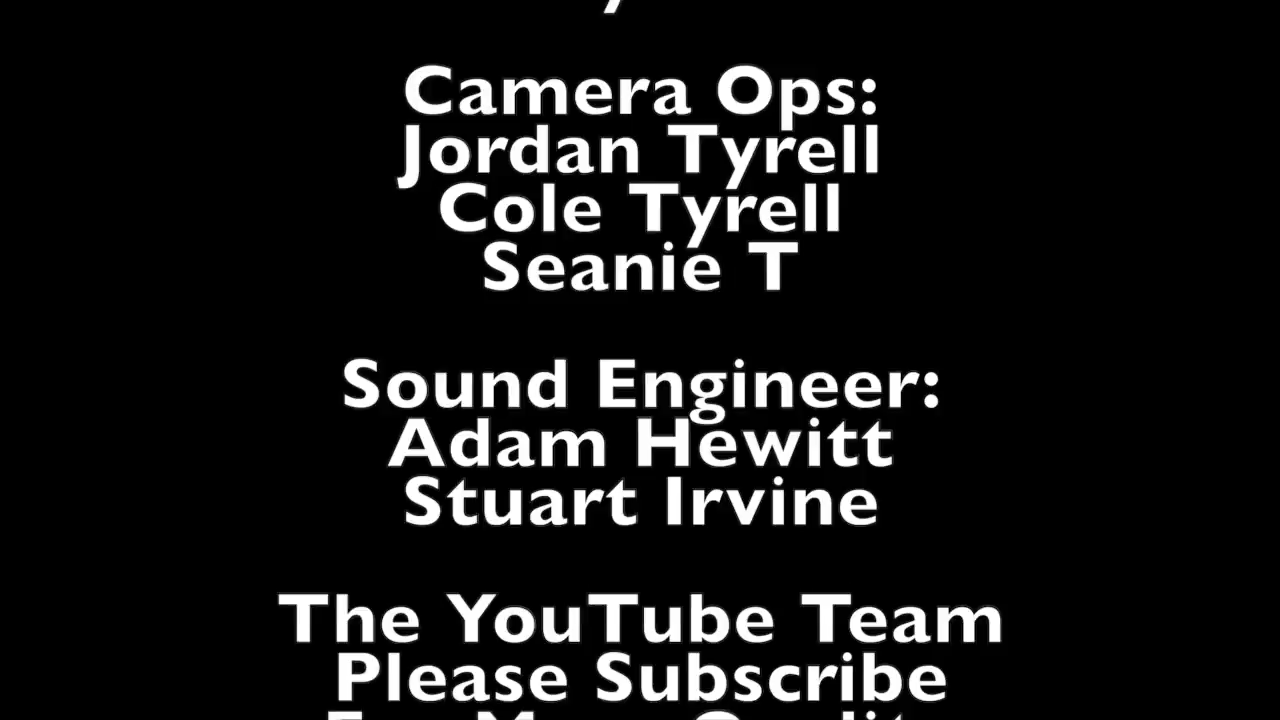 Camera Ops:
Jordan Tyrell
Cole Tyrell
Seanie T
Sound Engineer:
Adam Hewitt
Stuart Irvine
The YouTube Team
Please Subscribe